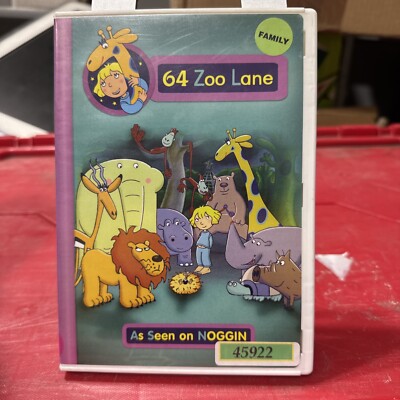 FAMILY
64 Zoo Lane
As Seen on NOGGIN
45922